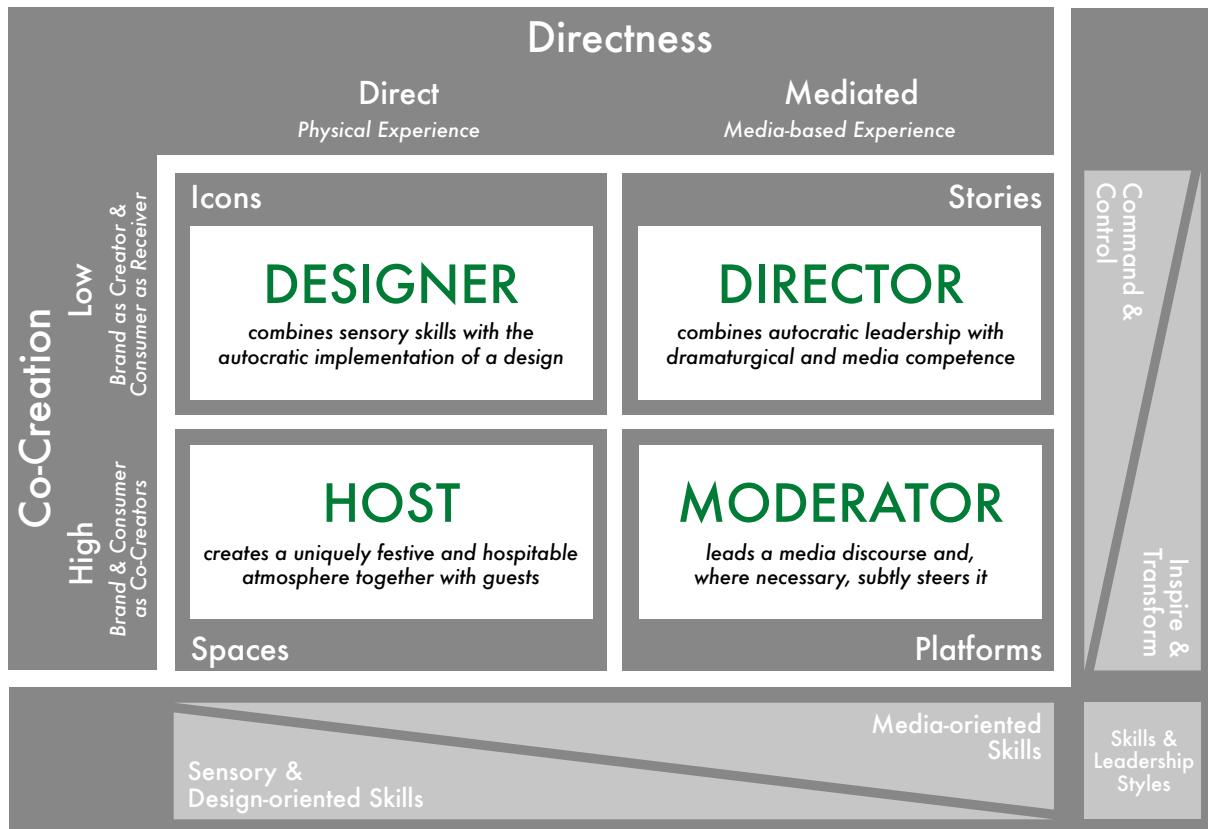 Directness
Direct
Physical Experience
Mediated
Media-based Experience
Co-Creation
Low
Brand as Creator &
Consumer as Receiver
High
Brand & Consumer
as Co-Creators
Icons
DESIGNER
combines sensory skills with the
autocratic implementation of a design
Stories
DIRECTOR
combines autocratic leadership with
dramaturgical and media competence
HOST
creates a uniquely festive and hospitable
atmosphere together with guests
Spaces
MODERATOR
leads a media discourse and,
where necessary, subtly steers it
Platforms
Command &
Control
Inspire &
Transform
Sensory &
Design-oriented Skills
Media-oriented
Skills
Skills &
Leadership
Styles